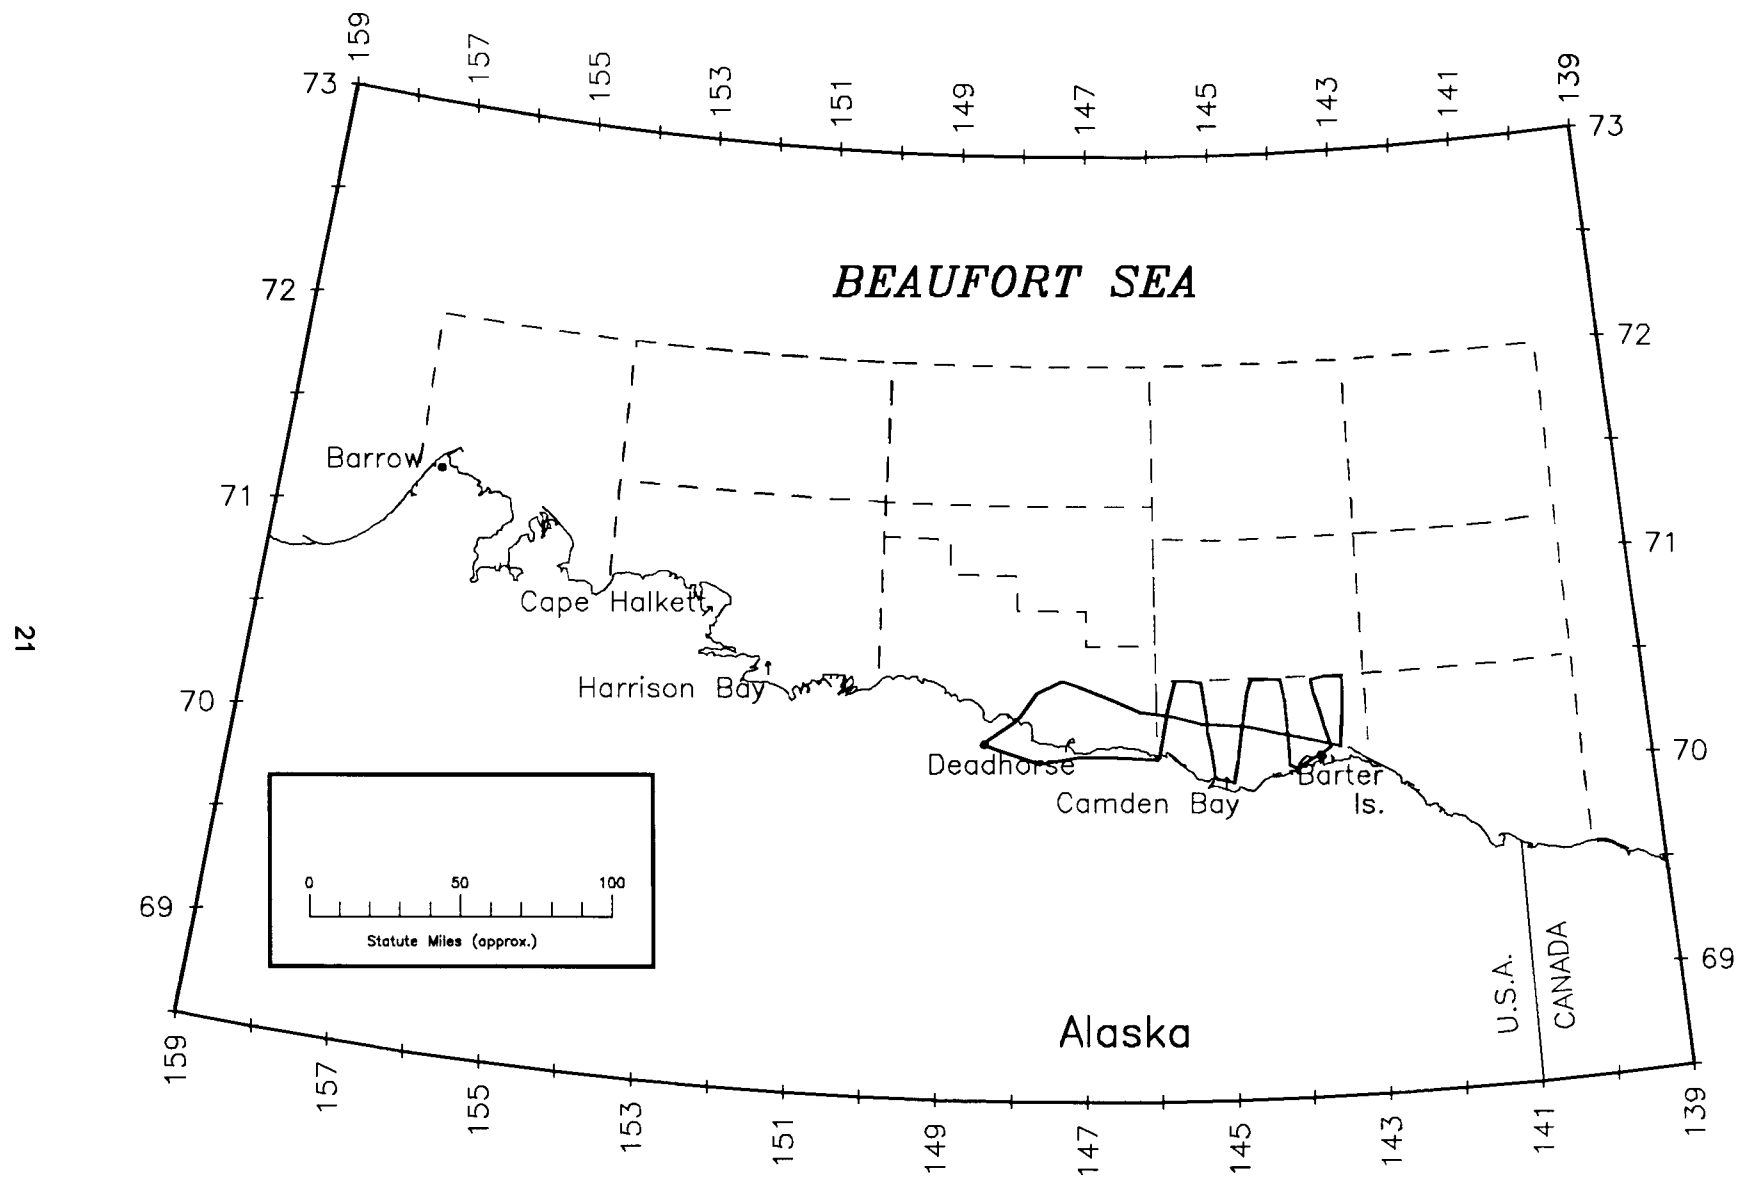 159
157
155
153
151
149
147
145
143
141
139
73
73
BEAUFORT SEA
72
72
Barrow
71
71
Cape Halkett
21
Harrison Bay
70
70
Deadhorse
Barter
Is.
Camden Bay
0 50 100
Statute Miles (approx.)
69
69
U.S.A.
CANADA
Alaska
159
157
155
153
151
149
147
145
143
141
139